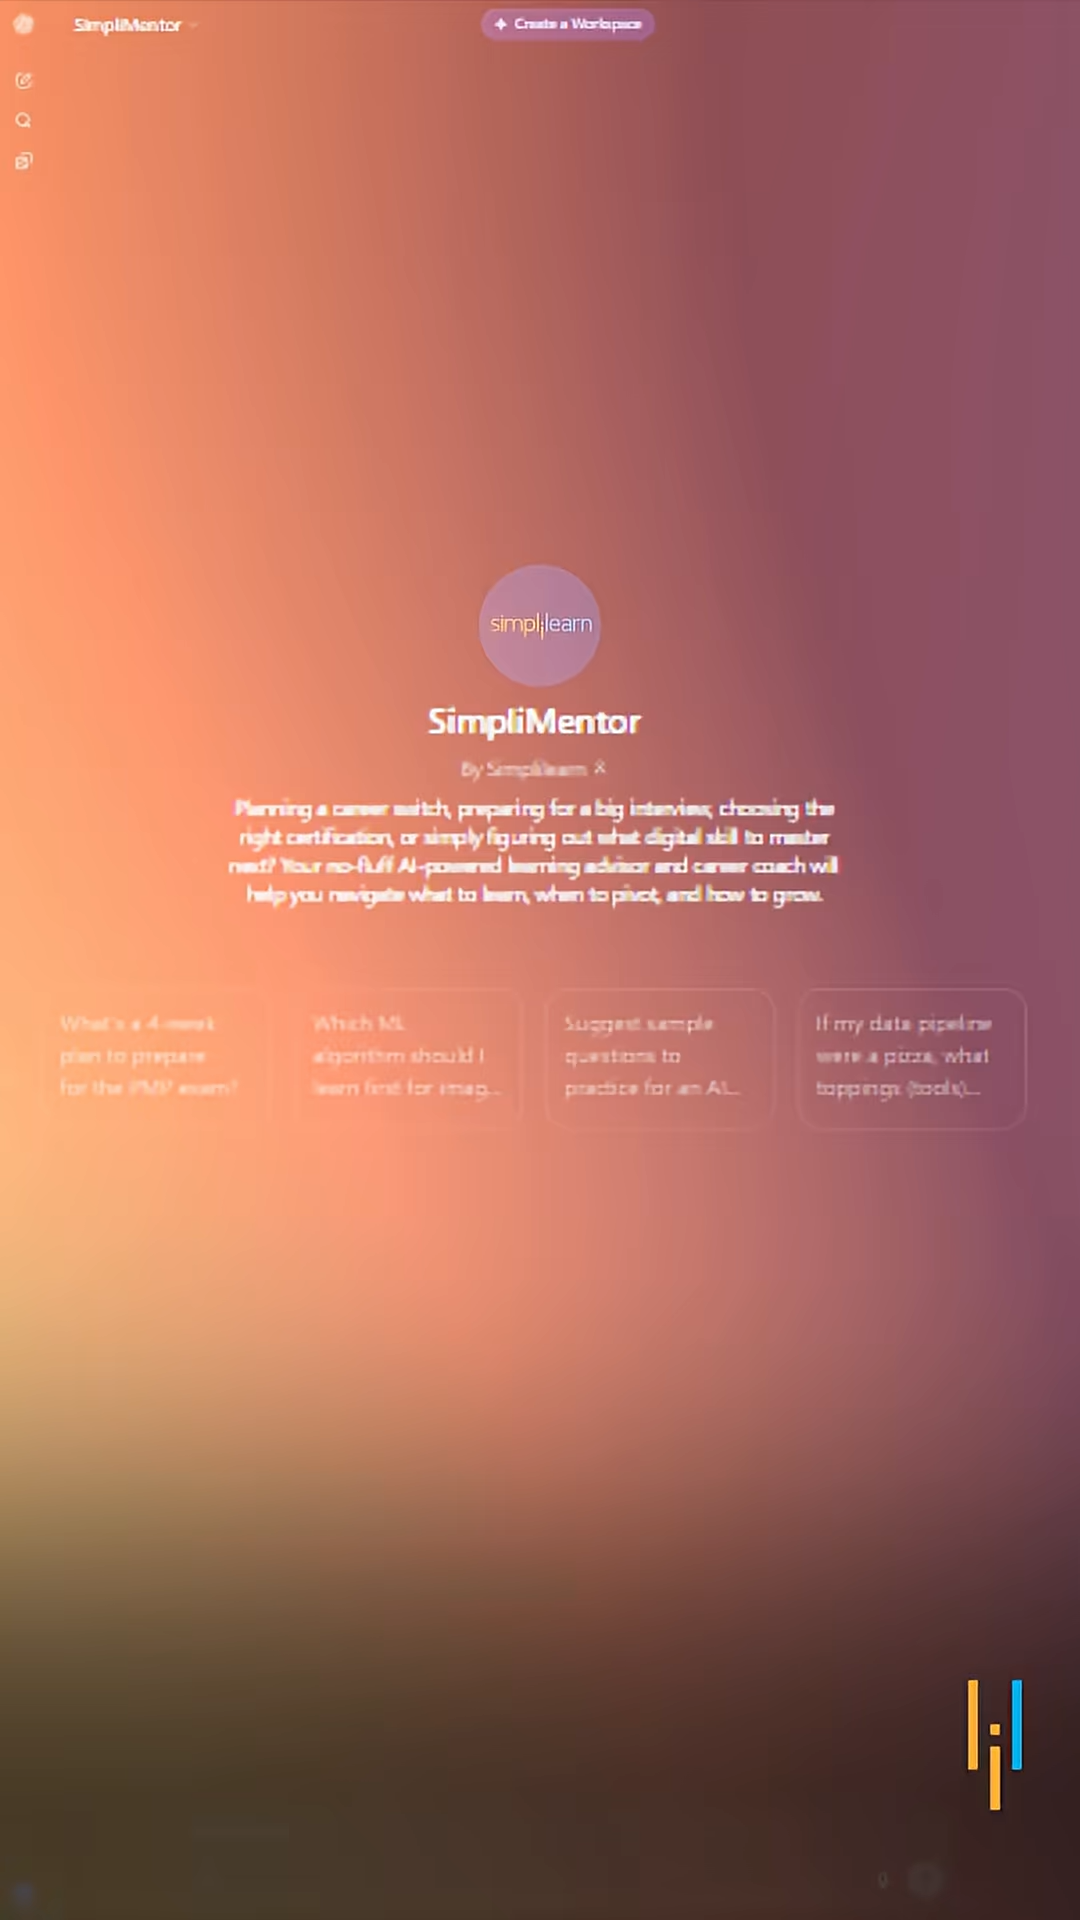 SimpliMentor
Create a Workspace
simplilearn
SimpliMentor
By Simplilearn
Planning a career switch, preparing for a big interview, choosing the
right certification, or simply figuring out what digital skill to master
next? Your no-fluff AI-powered learning advisor and career coach will
help you navigate what to learn, when to pivot, and how to grow.
What's a 4-week
plan to prepare
for the PMP exam?
Which ML
algorithm should I
learn first for imag...
Suggest sample
questions to
practice for an AI...
If my data pipeline
were a pizza, what
toppings (tools)...